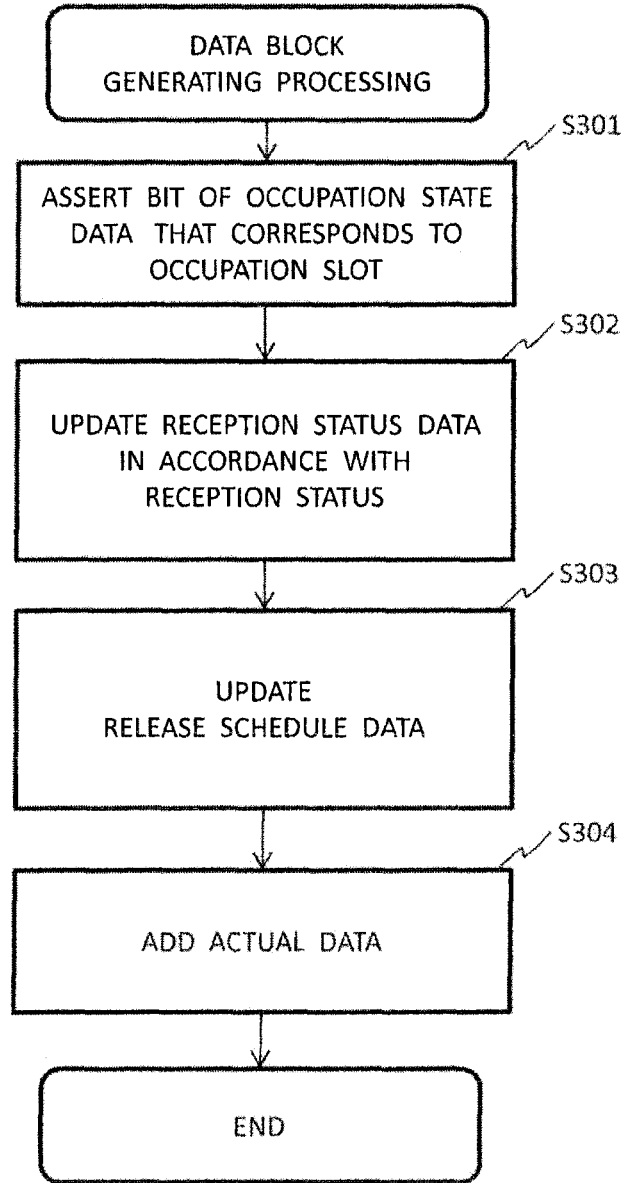 DATA BLOCK
GENERATING PROCESSING
S301
ASSERT BIT OF OCCUPATION STATE
DATA THAT CORRESPONDS TO
OCCUPATION SLOT
S302
UPDATE RECEPTION STATUS DATA
IN ACCORDANCE WITH
RECEPTION STATUS
S303
UPDATE
RELEASE SCHEDULE DATA
S304
ADD ACTUAL DATA
END